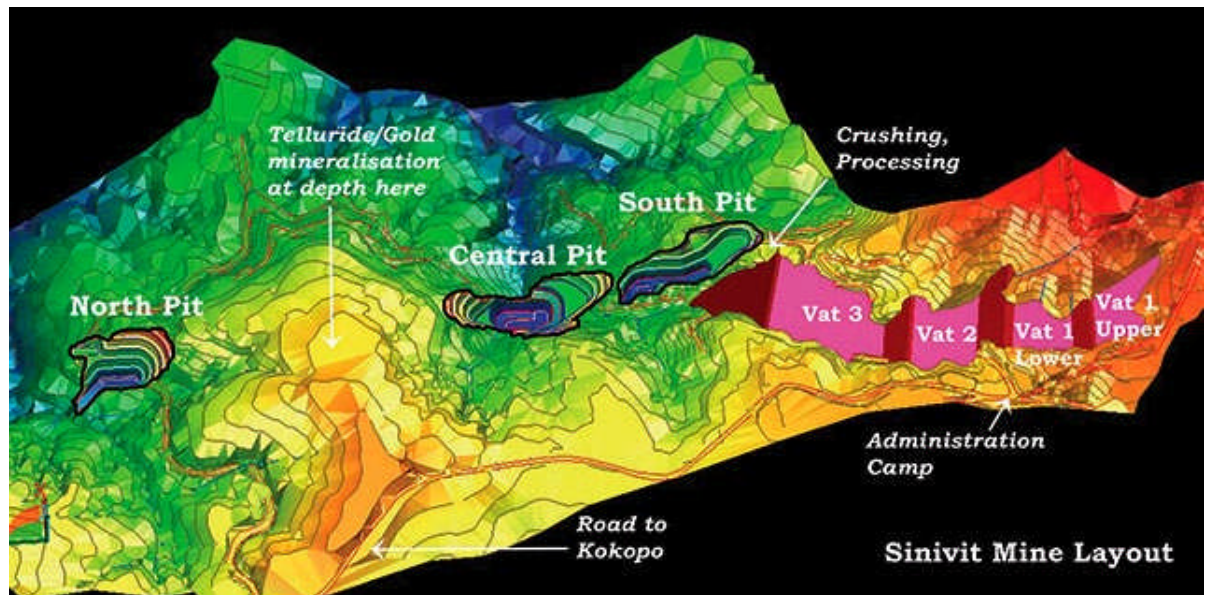 Telluride/Gold
mineralisation
at depth here
Crushing,
Processing
South Pit
Central Pit
North Pit
Vat 3
Vat 2
Vat 1
Lower
Vat 1
Upper
Administration
Camp
Road to
Kokopo
Sinivit Mine Layout